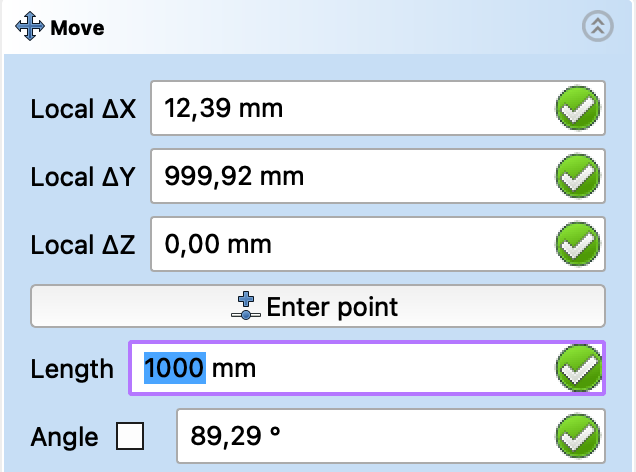 Move
Local ΔX 12,39 mm
Local ΔY 999,92 mm
Local ΔZ 0,00 mm
Enter point
Length 1000 mm
Angle 89,29 °